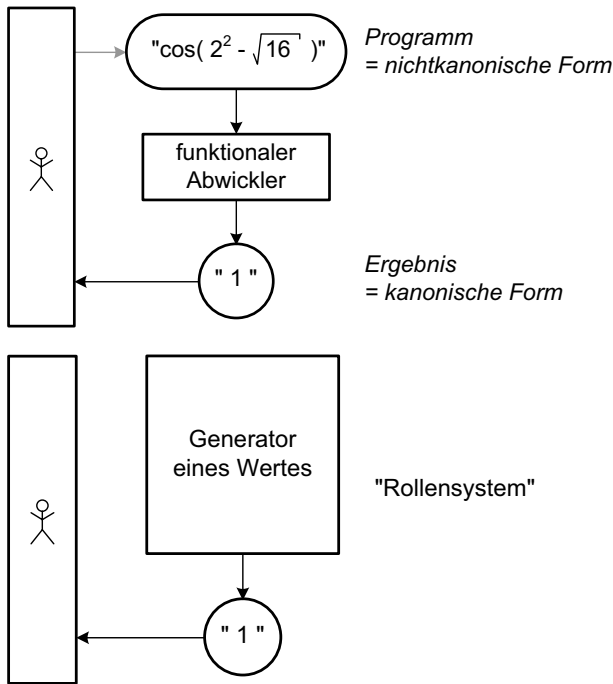 "cos( 2² - √16 )"
Programm
= nichtkanonische Form
funktionaler
Abwickler
" 1 "
Ergebnis
= kanonische Form
Generator
eines Wertes
"Rollensystem"
" 1 "